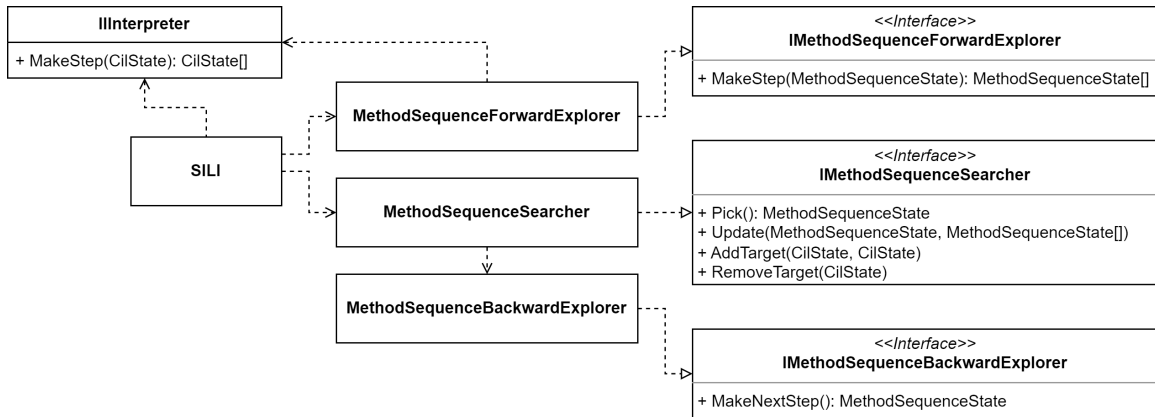 IlInterpreter
+ MakeStep(CilState): CilState[]
SILI
MethodSequenceForwardExplorer
MethodSequenceSearcher
MethodSequenceBackwardExplorer
<<Interface>>
IMethodSequenceForwardExplorer
+ MakeStep(MethodSequenceState): MethodSequenceState[]
<<Interface>>
IMethodSequenceSearcher
+ Pick(): MethodSequenceState
+ Update(MethodSequenceState, MethodSequenceState[])
+ AddTarget(CilState, CilState)
+ RemoveTarget(CilState)
<<Interface>>
IMethodSequenceBackwardExplorer
+ MakeNextStep(): MethodSequenceState